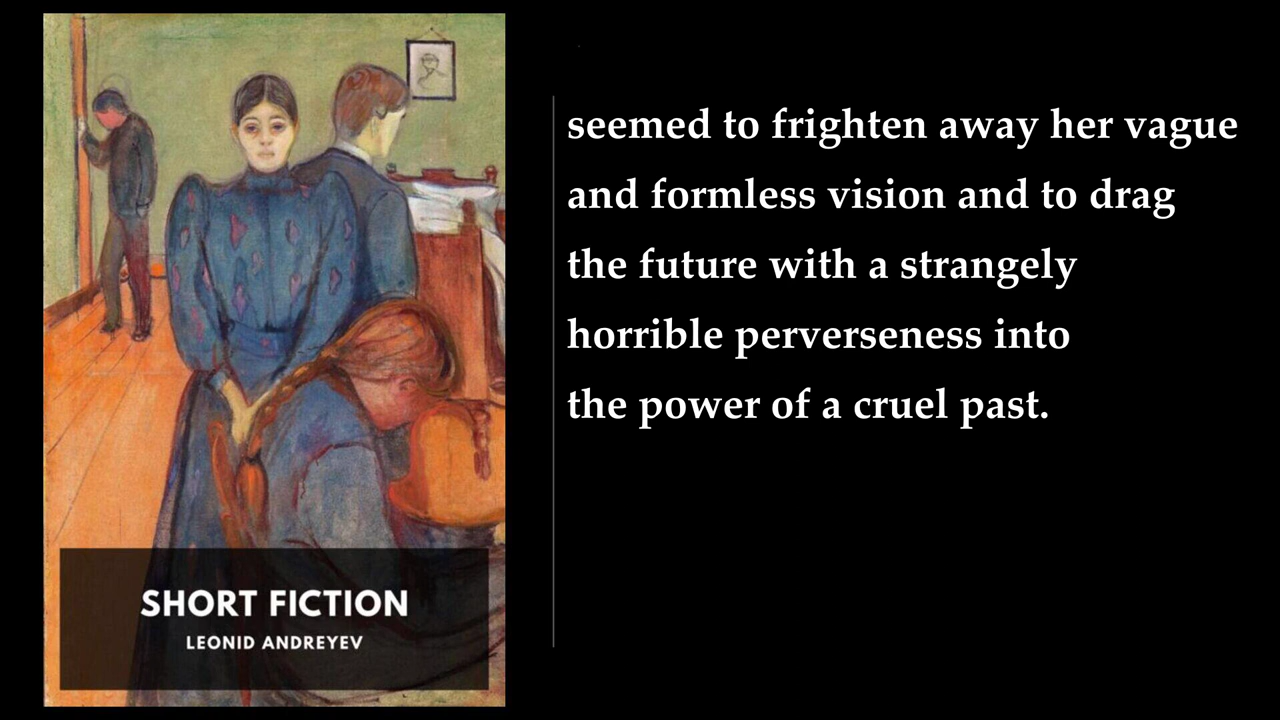 SHORT FICTION
LEONID ANDREYEV
seemed to frighten away her vague
and formless vision and to drag
the future with a strangely
horrible perverseness into
the power of a cruel past.